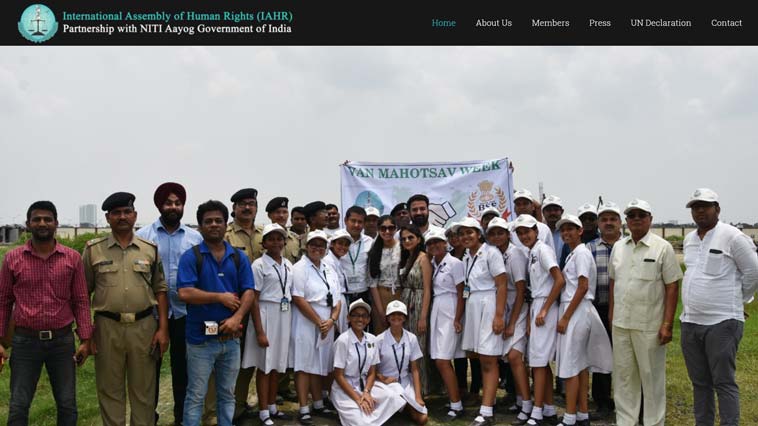 International Assembly of Human Rights (IAHR)
Partnership with NITI Aayog Government of India
Home
About Us
Members
Press
UN Declaration
Contact
VAN MAHOTSAV WEEK